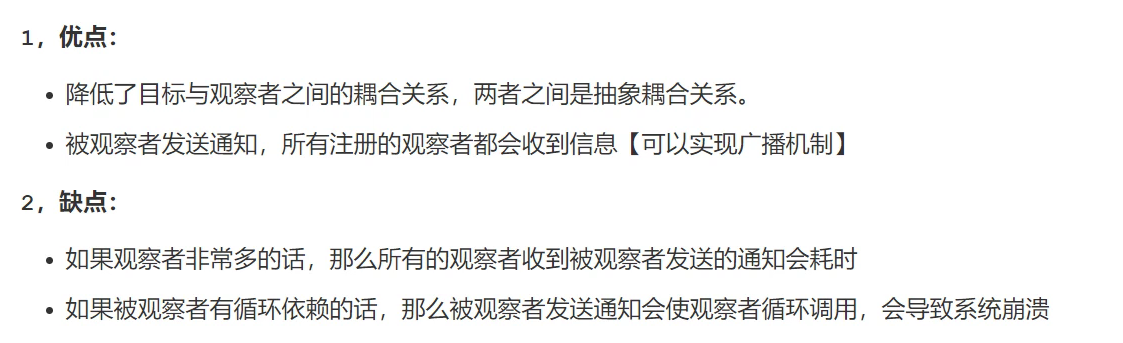 1，优点：
降低了目标与观察者之间的耦合关系，两者之间是抽象耦合关系。
被观察者发送通知，所有注册的观察者都会收到信息【可以实现广播机制】
2，缺点：
如果观察者非常多的话，那么所有的观察者收到被观察者发送的通知会耗时
如果被观察者有循环依赖的话，那么被观察者发送通知会使观察者循环调用，会导致系统崩溃